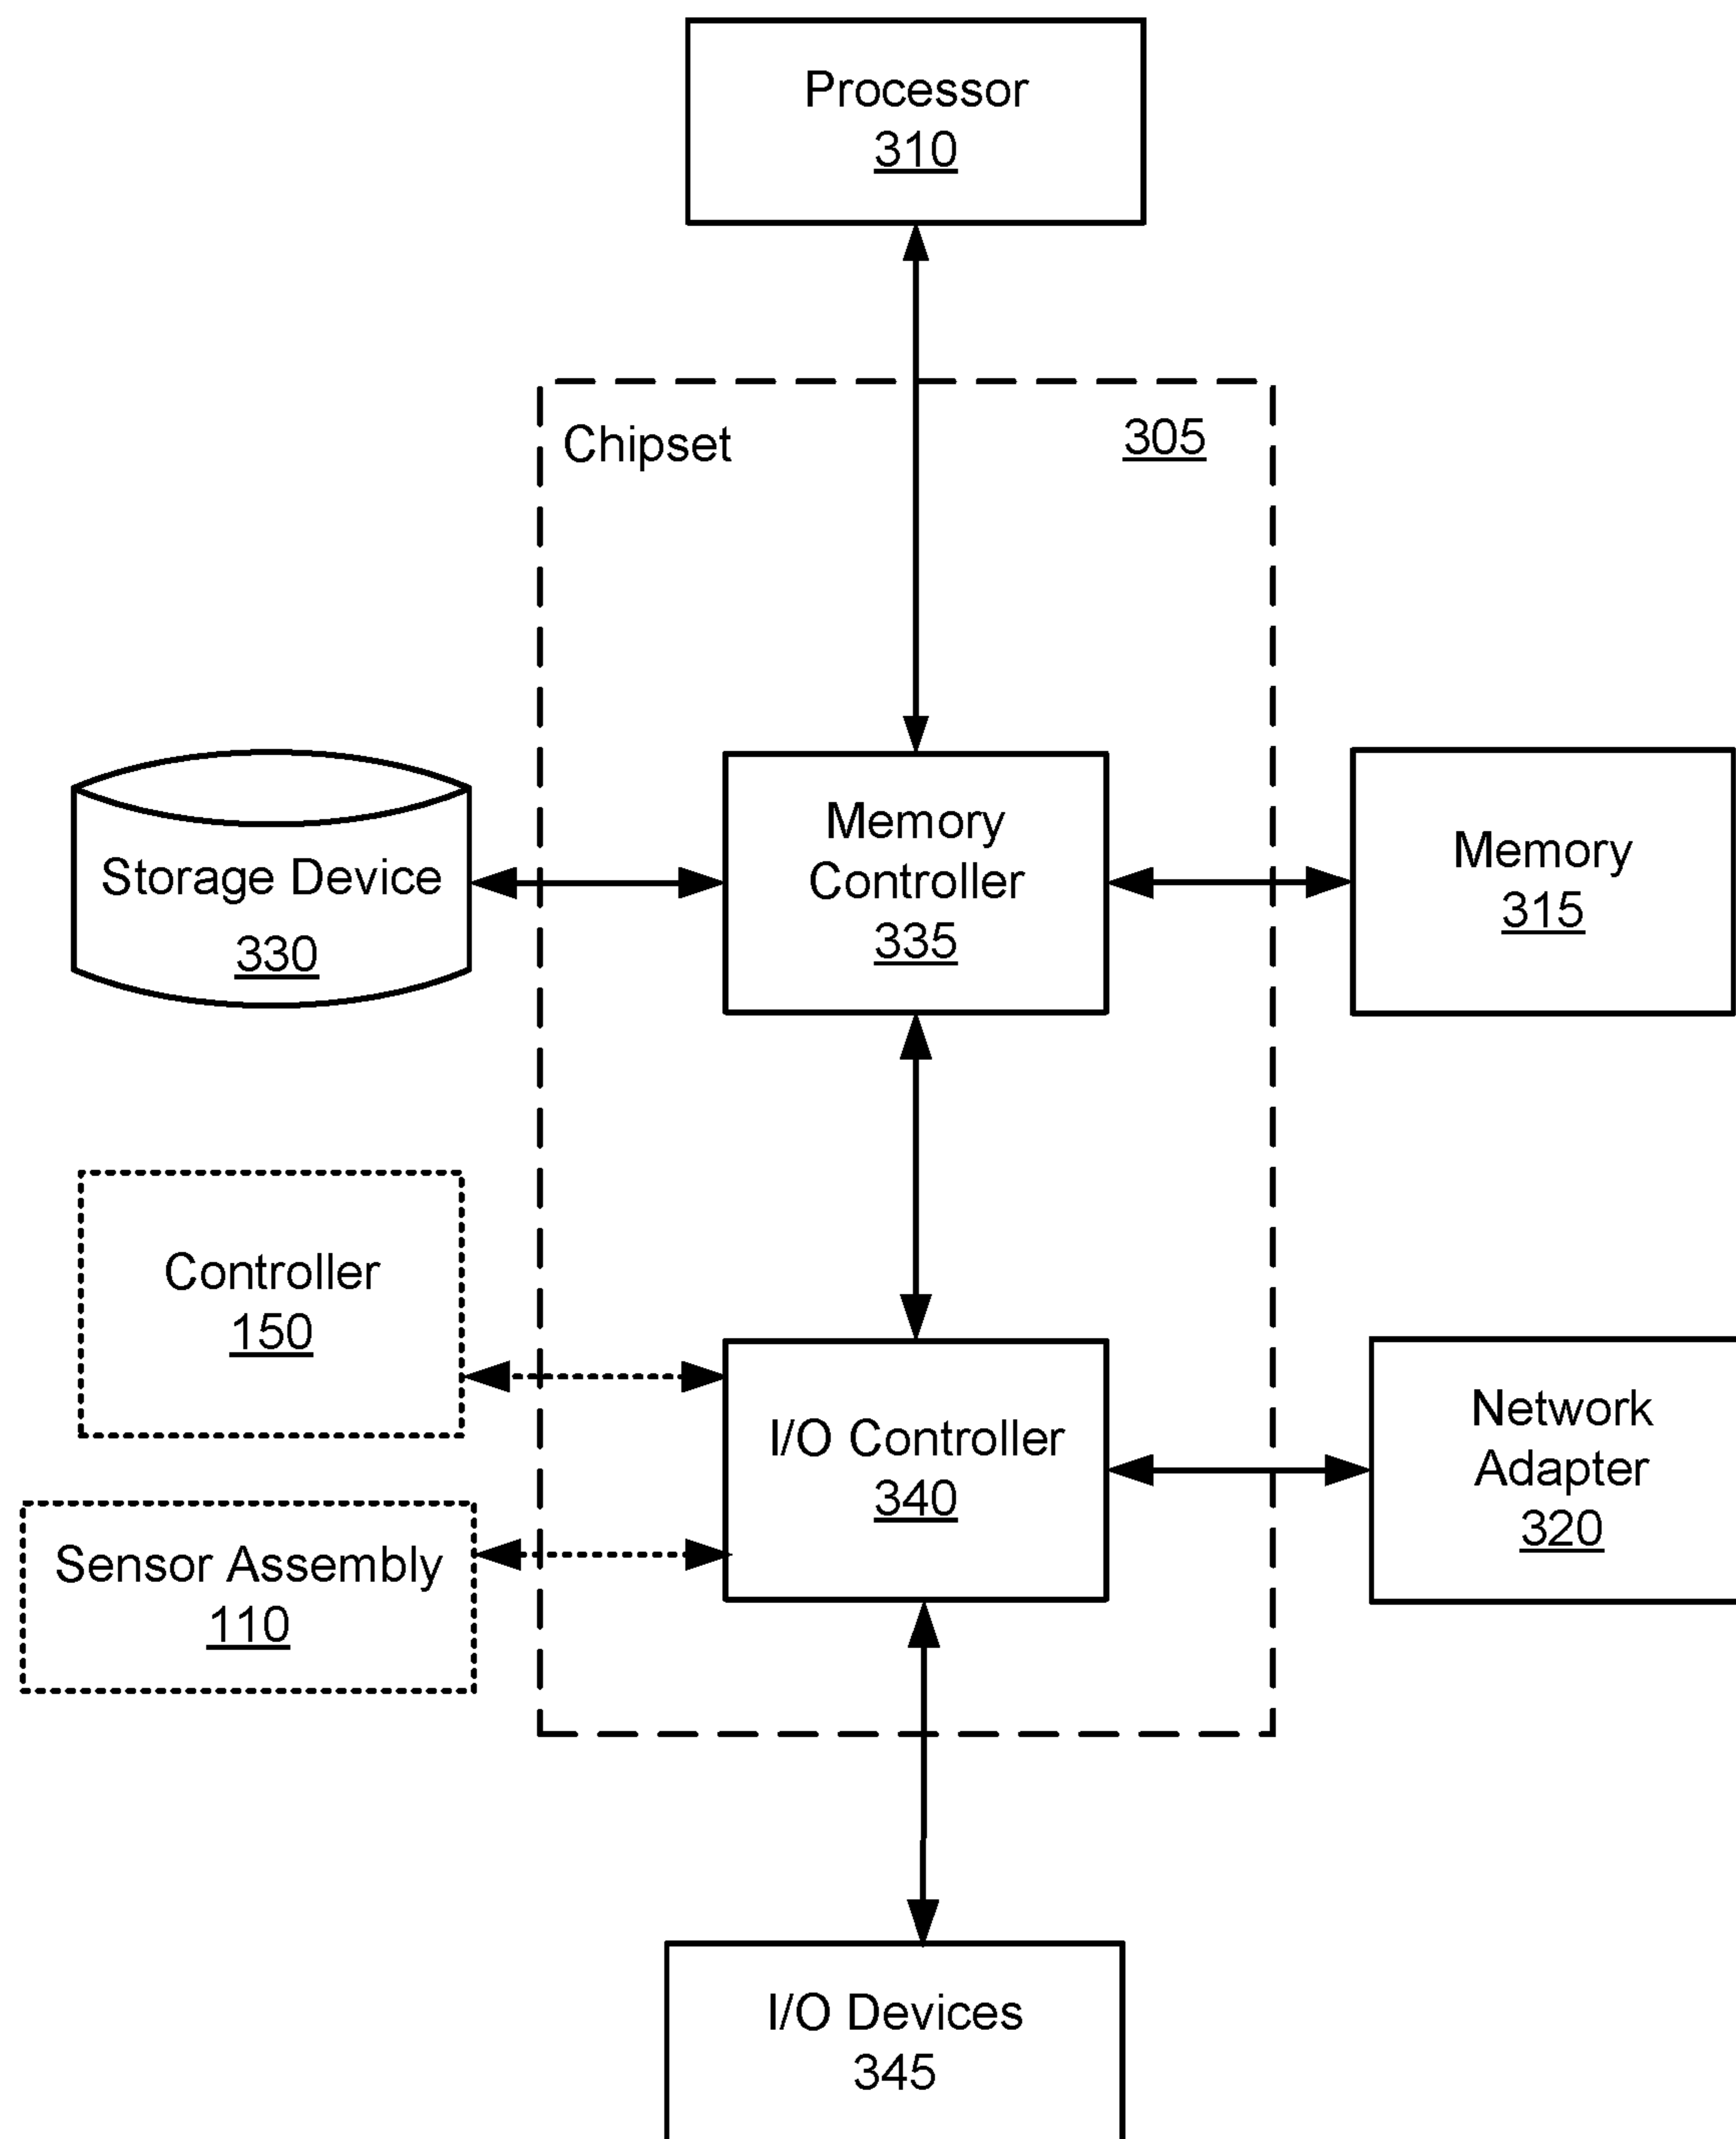 Processor
310
Chipset
305
Storage Device
330
Memory
Controller
335
Memory
315
Controller
150
I/O Controller
340
Network
Adapter
320
Sensor Assembly
110
I/O Devices
345